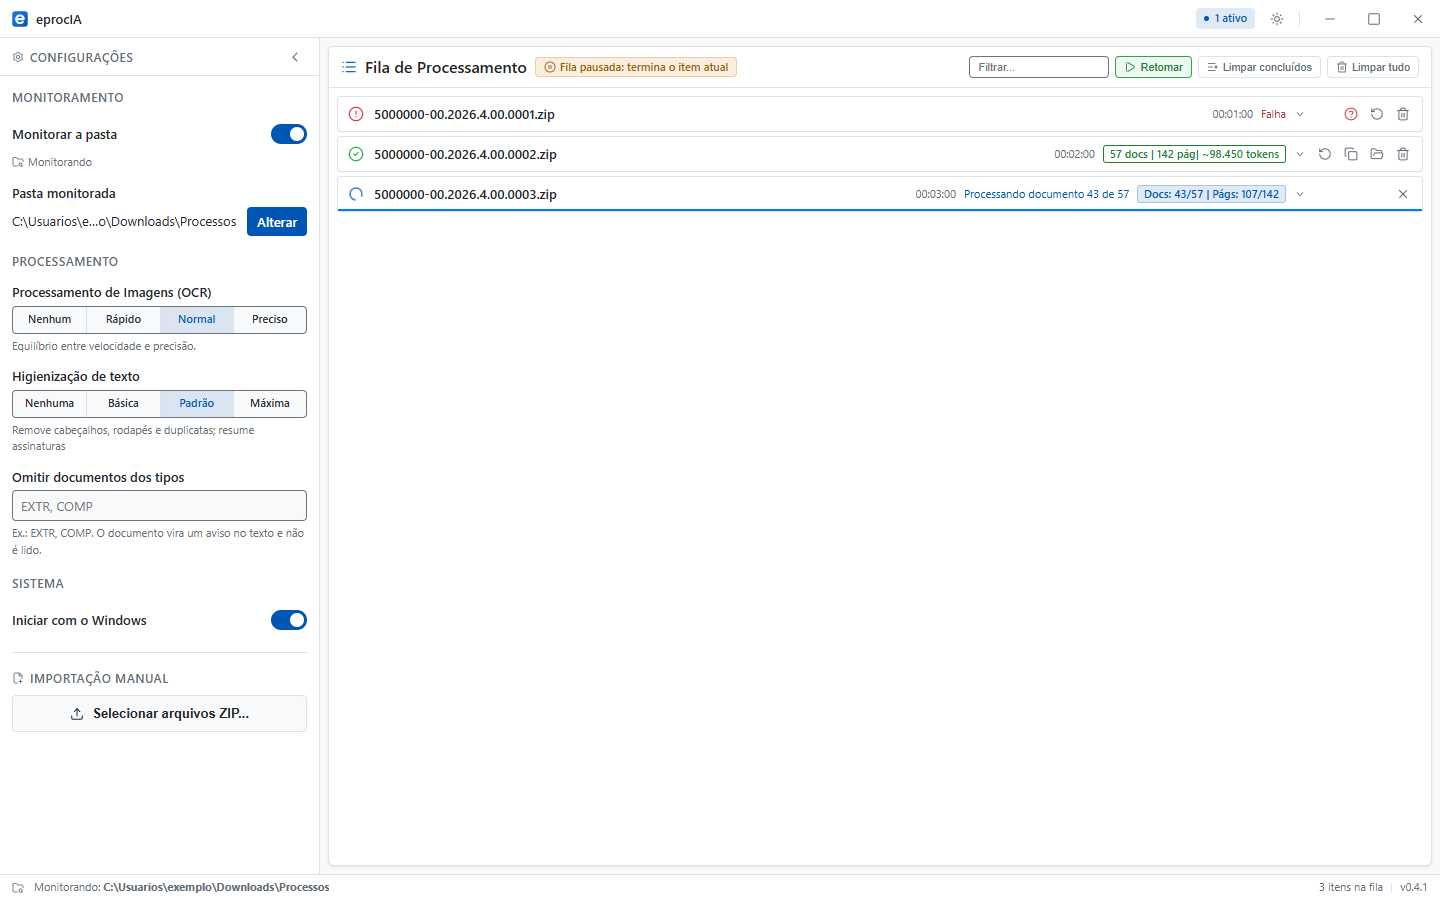 eprocIA
1 ativo
CONFIGURAÇÕES
MONITORAMENTO
Monitorar a pasta
Monitorando
Pasta monitorada
C:\Usuarios\e...o\Downloads\Processos
Alterar
PROCESSAMENTO
Processamento de Imagens (OCR)
Nenhum Rápido Normal Preciso
Equilíbrio entre velocidade e precisão.
Higienização de texto
Nenhuma Básica Padrão Máxima
Remove cabeçalhos, rodapés e duplicatas; resume
assinaturas
Omitir documentos dos tipos
EXTR, COMP
Ex.: EXTR, COMP. O documento vira um aviso no texto e não
é lido.
SISTEMA
Iniciar com o Windows
IMPORTAÇÃO MANUAL
Selecionar arquivos ZIP...
Fila de Processamento
Fila pausada: termina o item atual
Filtrar...
Retomar
Limpar concluídos
Limpar tudo
5000000-00.2026.4.00.0001.zip 00:01:00 Falha
5000000-00.2026.4.00.0002.zip 00:02:00 57 docs | 142 pág| ~98.450 tokens
5000000-00.2026.4.00.0003.zip 00:03:00 Processando documento 43 de 57 Docs: 43/57 | Págs: 107/142
Monitorando: C:\Usuarios\exemplo\Downloads\Processos
3 itens na fila
v0.4.1